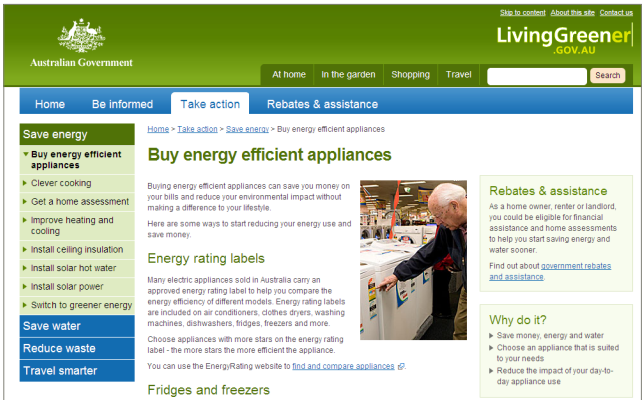 Skip to content About this site Contact us
LivingGreener
.GOV.AU
Australian Government
At home In the garden Shopping Travel
Search
Home Be informed Take action Rebates & assistance
Save energy
Buy energy efficient
appliances
Clever cooking
Get a home assessment
Improve heating and
cooling
Install ceiling insulation
Install solar hot water
Install solar power
Switch to greener energy
Save water
Reduce waste
Travel smarter
Home > Take action > Save energy > Buy energy efficient appliances
Buy energy efficient appliances
Buying energy efficient appliances can save you money on
your bills and reduce your environmental impact without
making a difference to your lifestyle.
Here are some ways to start reducing your energy use and
save money.
Energy rating labels
Many electric appliances sold in Australia carry an
approved energy rating label to help you compare the
energy efficiency of different models. Energy rating labels
are included on air conditioners, clothes dryers, washing
machines, dishwashers, fridges, freezers and more.
Choose appliances with more stars on the energy rating
label - the more stars the more efficient the appliance.
You can use the EnergyRating website to find and compare appliances
Fridges and freezers
Rebates & assistance
As a home owner, renter or landlord,
you could be eligible for financial
assistance and home assessments
to help you start saving energy and
water sooner.
Find out about government rebates
and assistance.
Why do it?
Save money, energy and water
Choose an appliance that is suited
to your needs
Reduce the impact of your day-to-
day appliance use